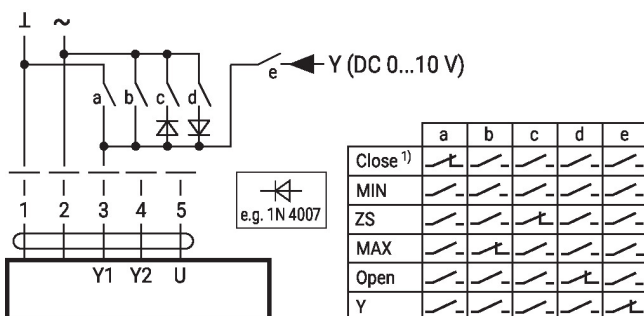 ⊥ ~
a b c d e Y (DC 0...10 V)
1 2 3 4 5
Y1 Y2 U
e.g. 1N 4007
a b c d e
Close 1)
MIN
ZS
MAX
Open
Y